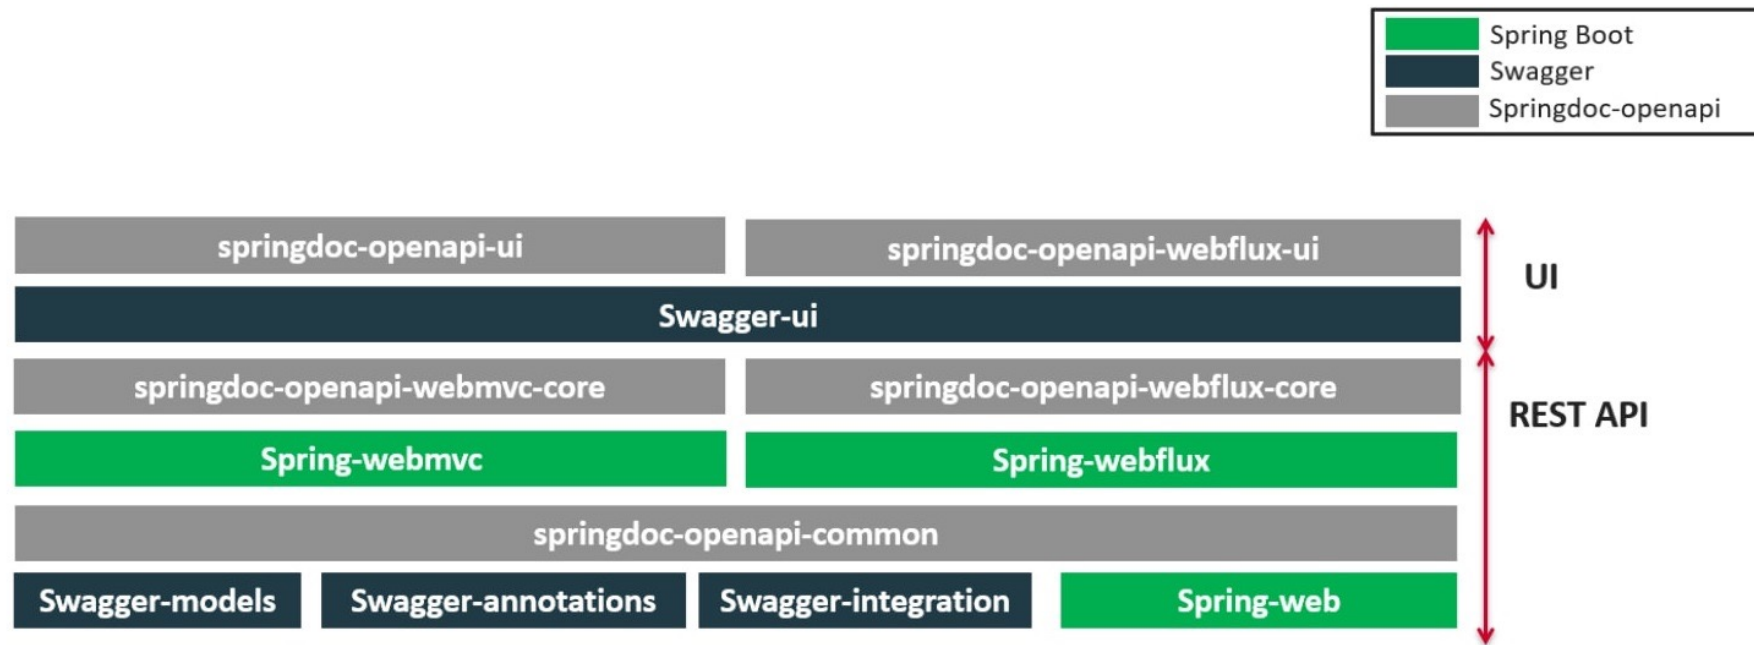 Spring Boot
Swagger
Springdoc-openapi
springdoc-openapi-ui
springdoc-openapi-webflux-ui
Swagger-ui
UI
springdoc-openapi-webmvc-core
springdoc-openapi-webflux-core
REST API
Spring-webmvc
Spring-webflux
springdoc-openapi-common
Swagger-models
Swagger-annotations
Swagger-integration
Spring-web